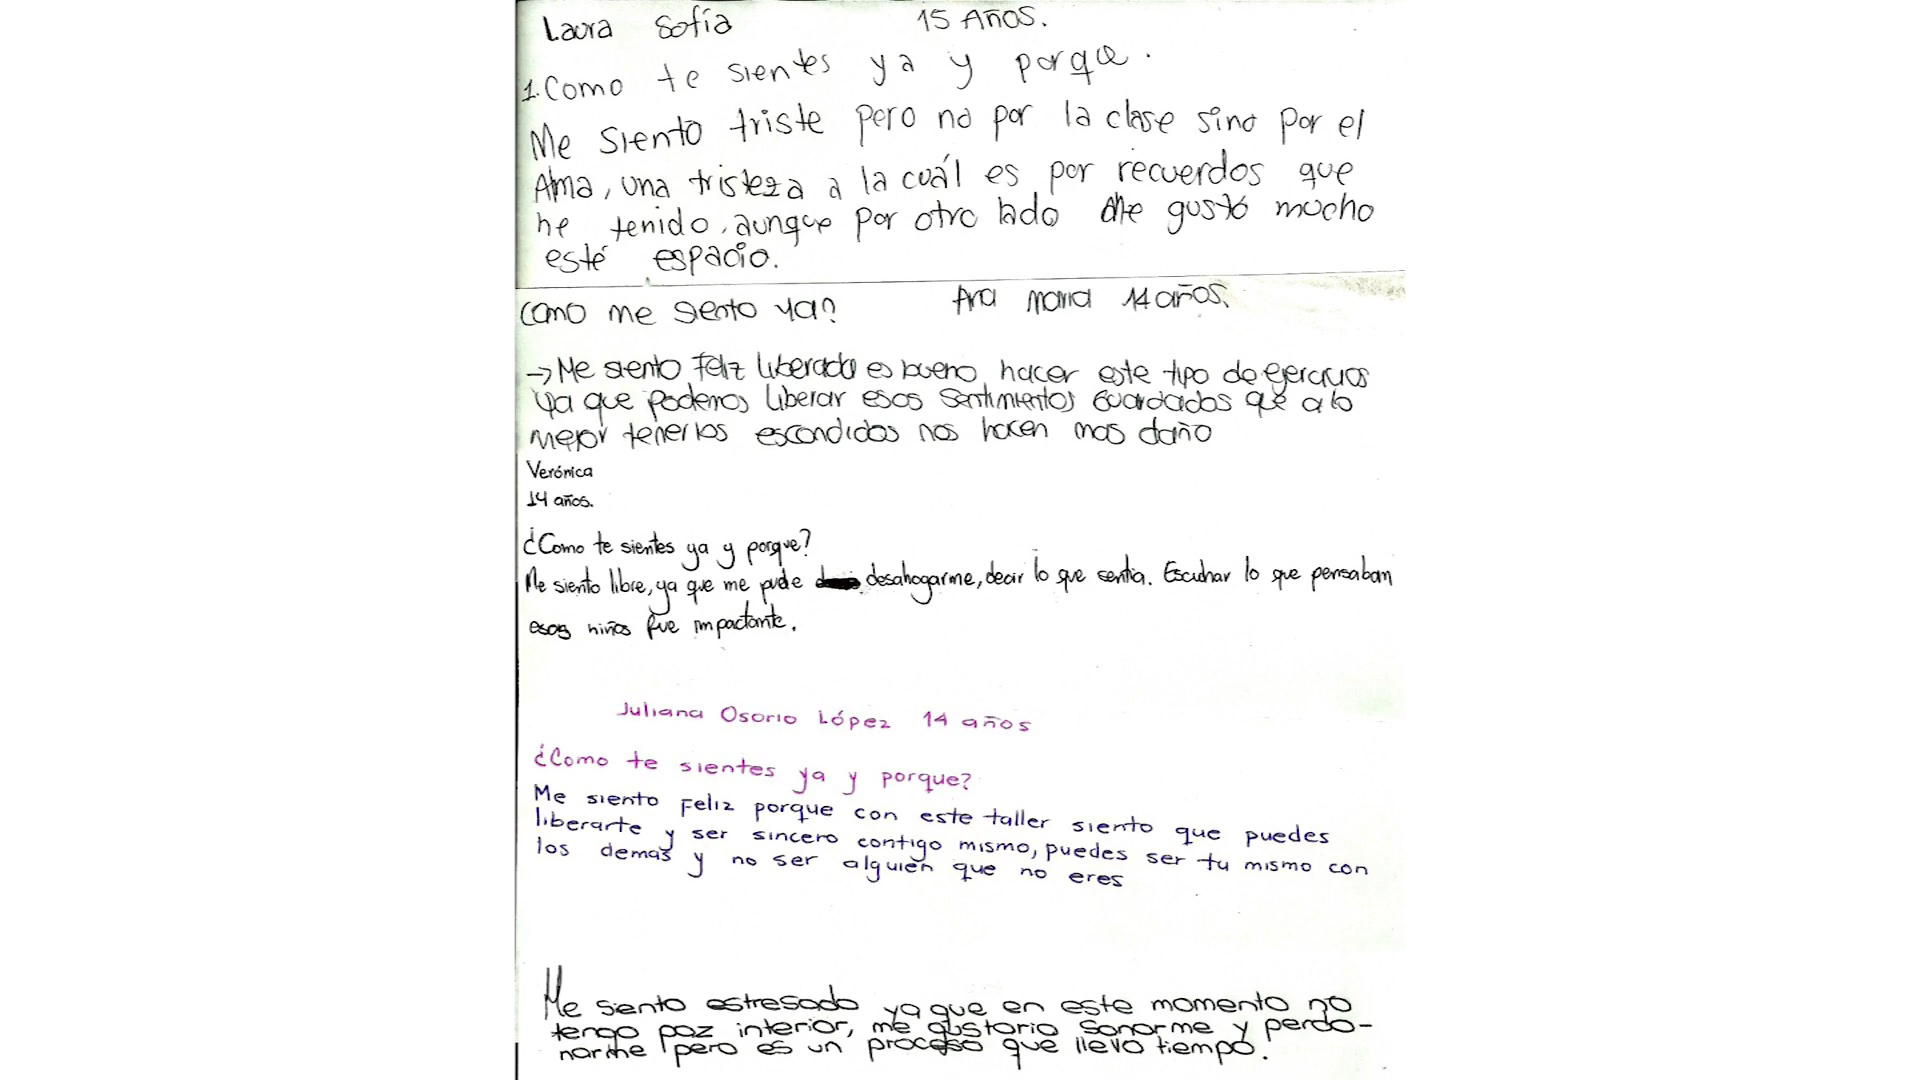 Laura Sofía 15 Años.
1. Como te sientes ya y porque.
Me siento triste pero no por la clase sino por el
Alma, una tristeza a la cuál es por recuerdos que
he tenido, aunque por otro lado Me gustó mucho
esté espacio.
Como me siento ya? Ana Maria 14 años.
→ Me siento feliz liberada es bueno hacer este tipo de ejercicios
ya que podemos liberar esos sentimientos guardados que a lo
mejor tenerlos escondidos nos hacen mas daño
Verónica
14 años.
¿Como te sientes ya y porque?
Me siento libre, ya que me pude desahogarme, decir lo que sentia. Escuchar lo que pensaban
esos niños fue impactante.
Juliana Osorio López 14 años
¿Como te sientes ya y porque?
Me siento Feliz porque con este taller siento que puedes
liberarte y ser sincero contigo mismo, puedes ser tu mismo con
los demas y no ser alguien que no eres
Me siento estresado ya que en este momento no
tengo paz interior, me gustaria sanarme y perdo-
narme pero es un proceso que lleva tiempo.